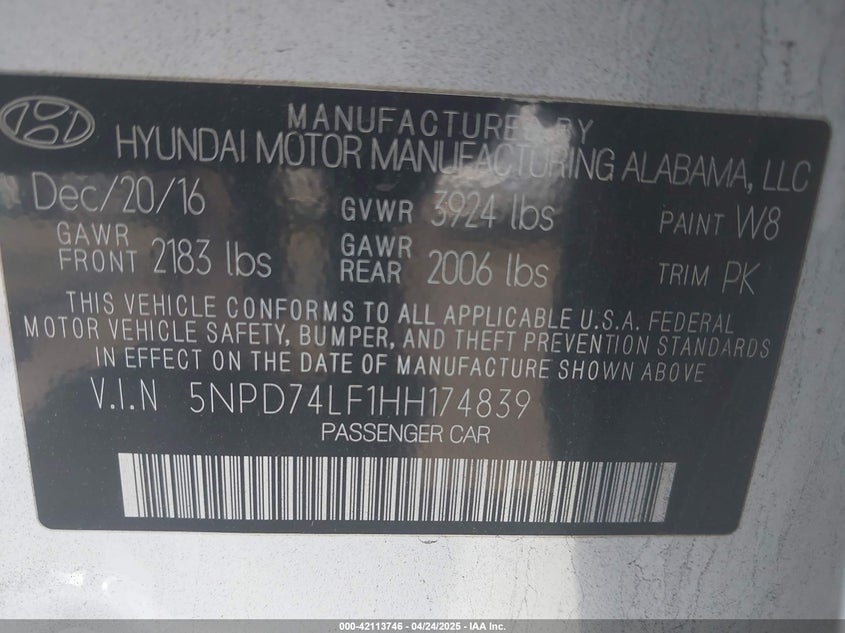 MANUFACTURED BY
HYUNDAI MOTOR MANUFACTURING ALABAMA, LLC
Dec/20/16 GVWR 3924 lbs PAINT W8
GAWR FRONT 2183 lbs GAWR REAR 2006 lbs TRIM PK
THIS VEHICLE CONFORMS TO ALL APPLICABLE U.S.A. FEDERAL
MOTOR VEHICLE SAFETY, BUMPER, AND THEFT PREVENTION STANDARDS
IN EFFECT ON THE DATE OF MANUFACTURE SHOWN ABOVE
V.I.N 5NPD74LF1HH174839
PASSENGER CAR
000-42113746 - 04/24/2025 - IAA Inc.